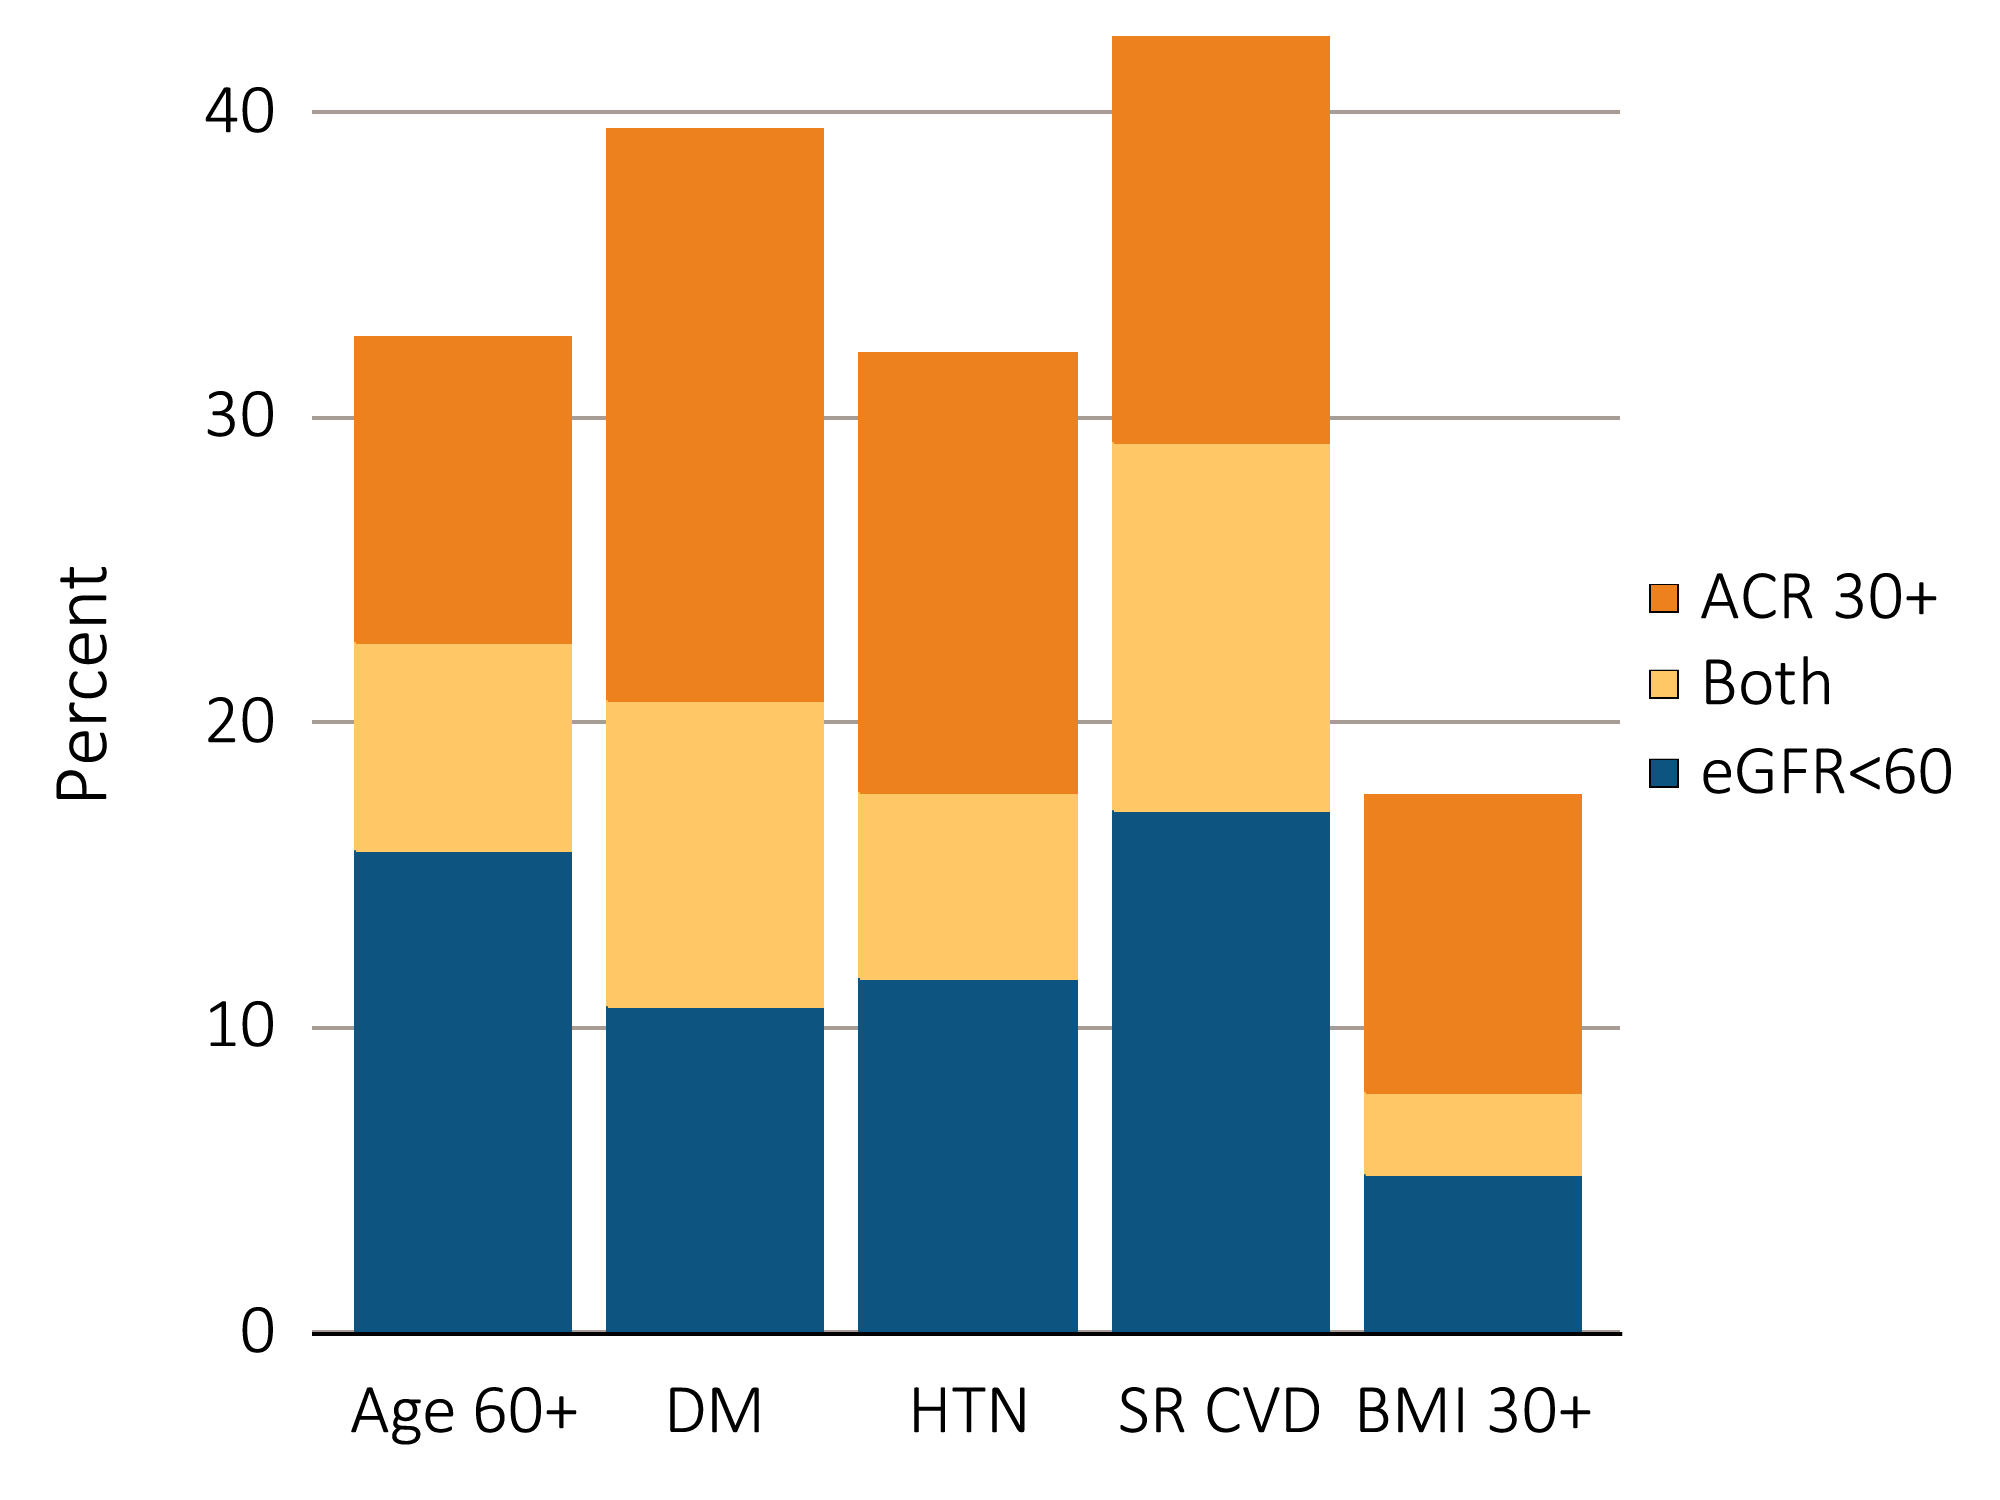 Percent
40
30
20
10
0
Age 60+ DM HTN SR CVD BMI 30+
ACR 30+
Both
eGFR<60